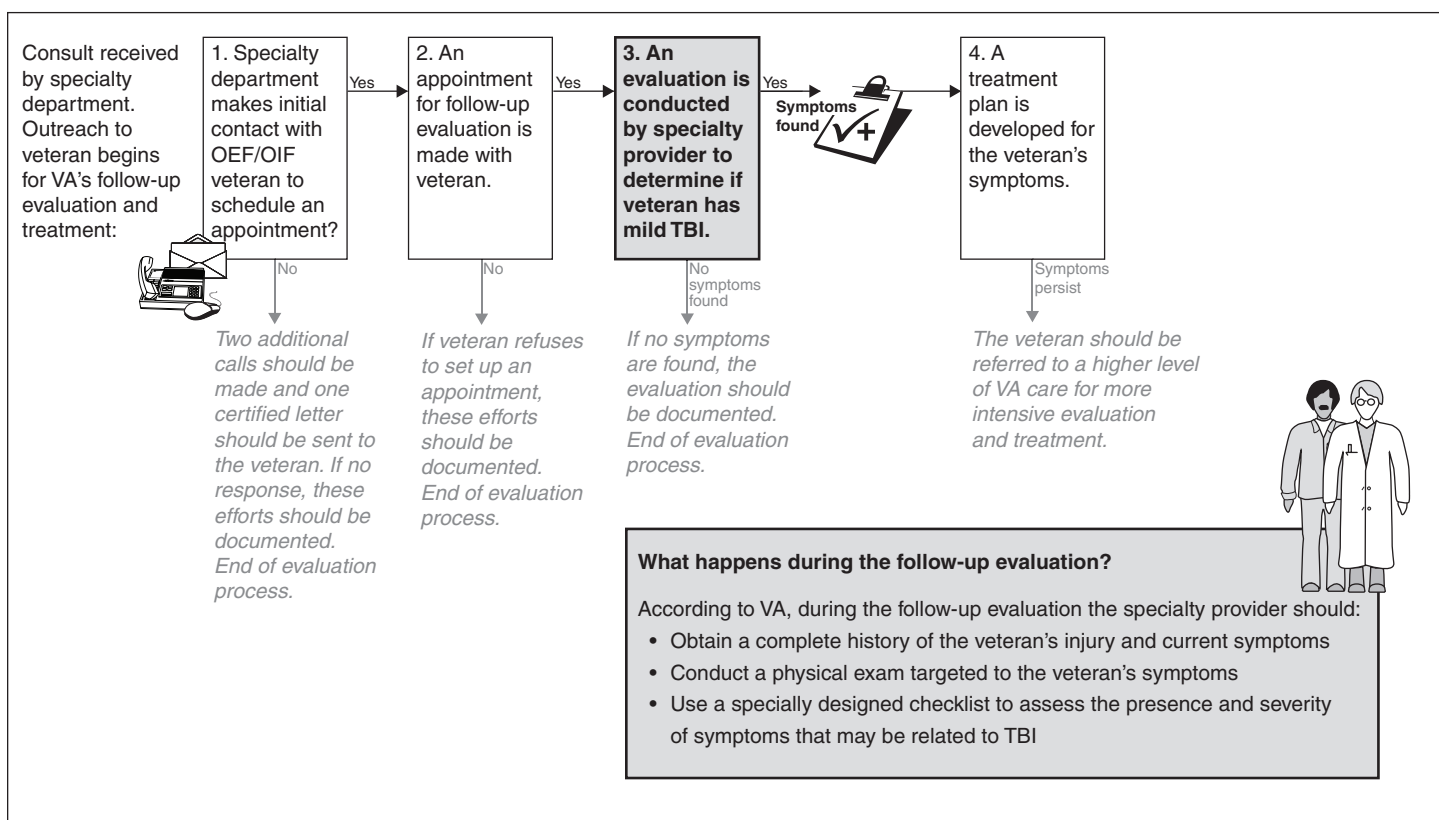 Consult received
by specialty
department.
Outreach to
veteran begins
for VA's follow-up
evaluation and
treatment:
1. Specialty
department
makes initial
contact with
OEF/OIF
veteran to
schedule an
appointment?
Yes
No
Two additional
calls should be
made and one
certified letter
should be sent to
the veteran. If no
response, these
efforts should be
documented.
End of evaluation
process.
2. An
appointment
for follow-up
evaluation is
made with
veteran.
Yes
No
If veteran refuses
to set up an
appointment,
these efforts
should be
documented.
End of evaluation
process.
3. An
evaluation is
conducted
by specialty
provider to
determine if
veteran has
mild TBI.
Yes
Symptoms
found
No
symptoms
found
If no symptoms
are found, the
evaluation should
be documented.
End of evaluation
process.
4. A
treatment
plan is
developed for
the veteran's
symptoms.
Symptoms
persist
The veteran should be
referred to a higher level
of VA care for more
intensive evaluation
and treatment.
What happens during the follow-up evaluation?
According to VA, during the follow-up evaluation the specialty provider should:
• Obtain a complete history of the veteran's injury and current symptoms
• Conduct a physical exam targeted to the veteran's symptoms
• Use a specially designed checklist to assess the presence and severity
of symptoms that may be related to TBI